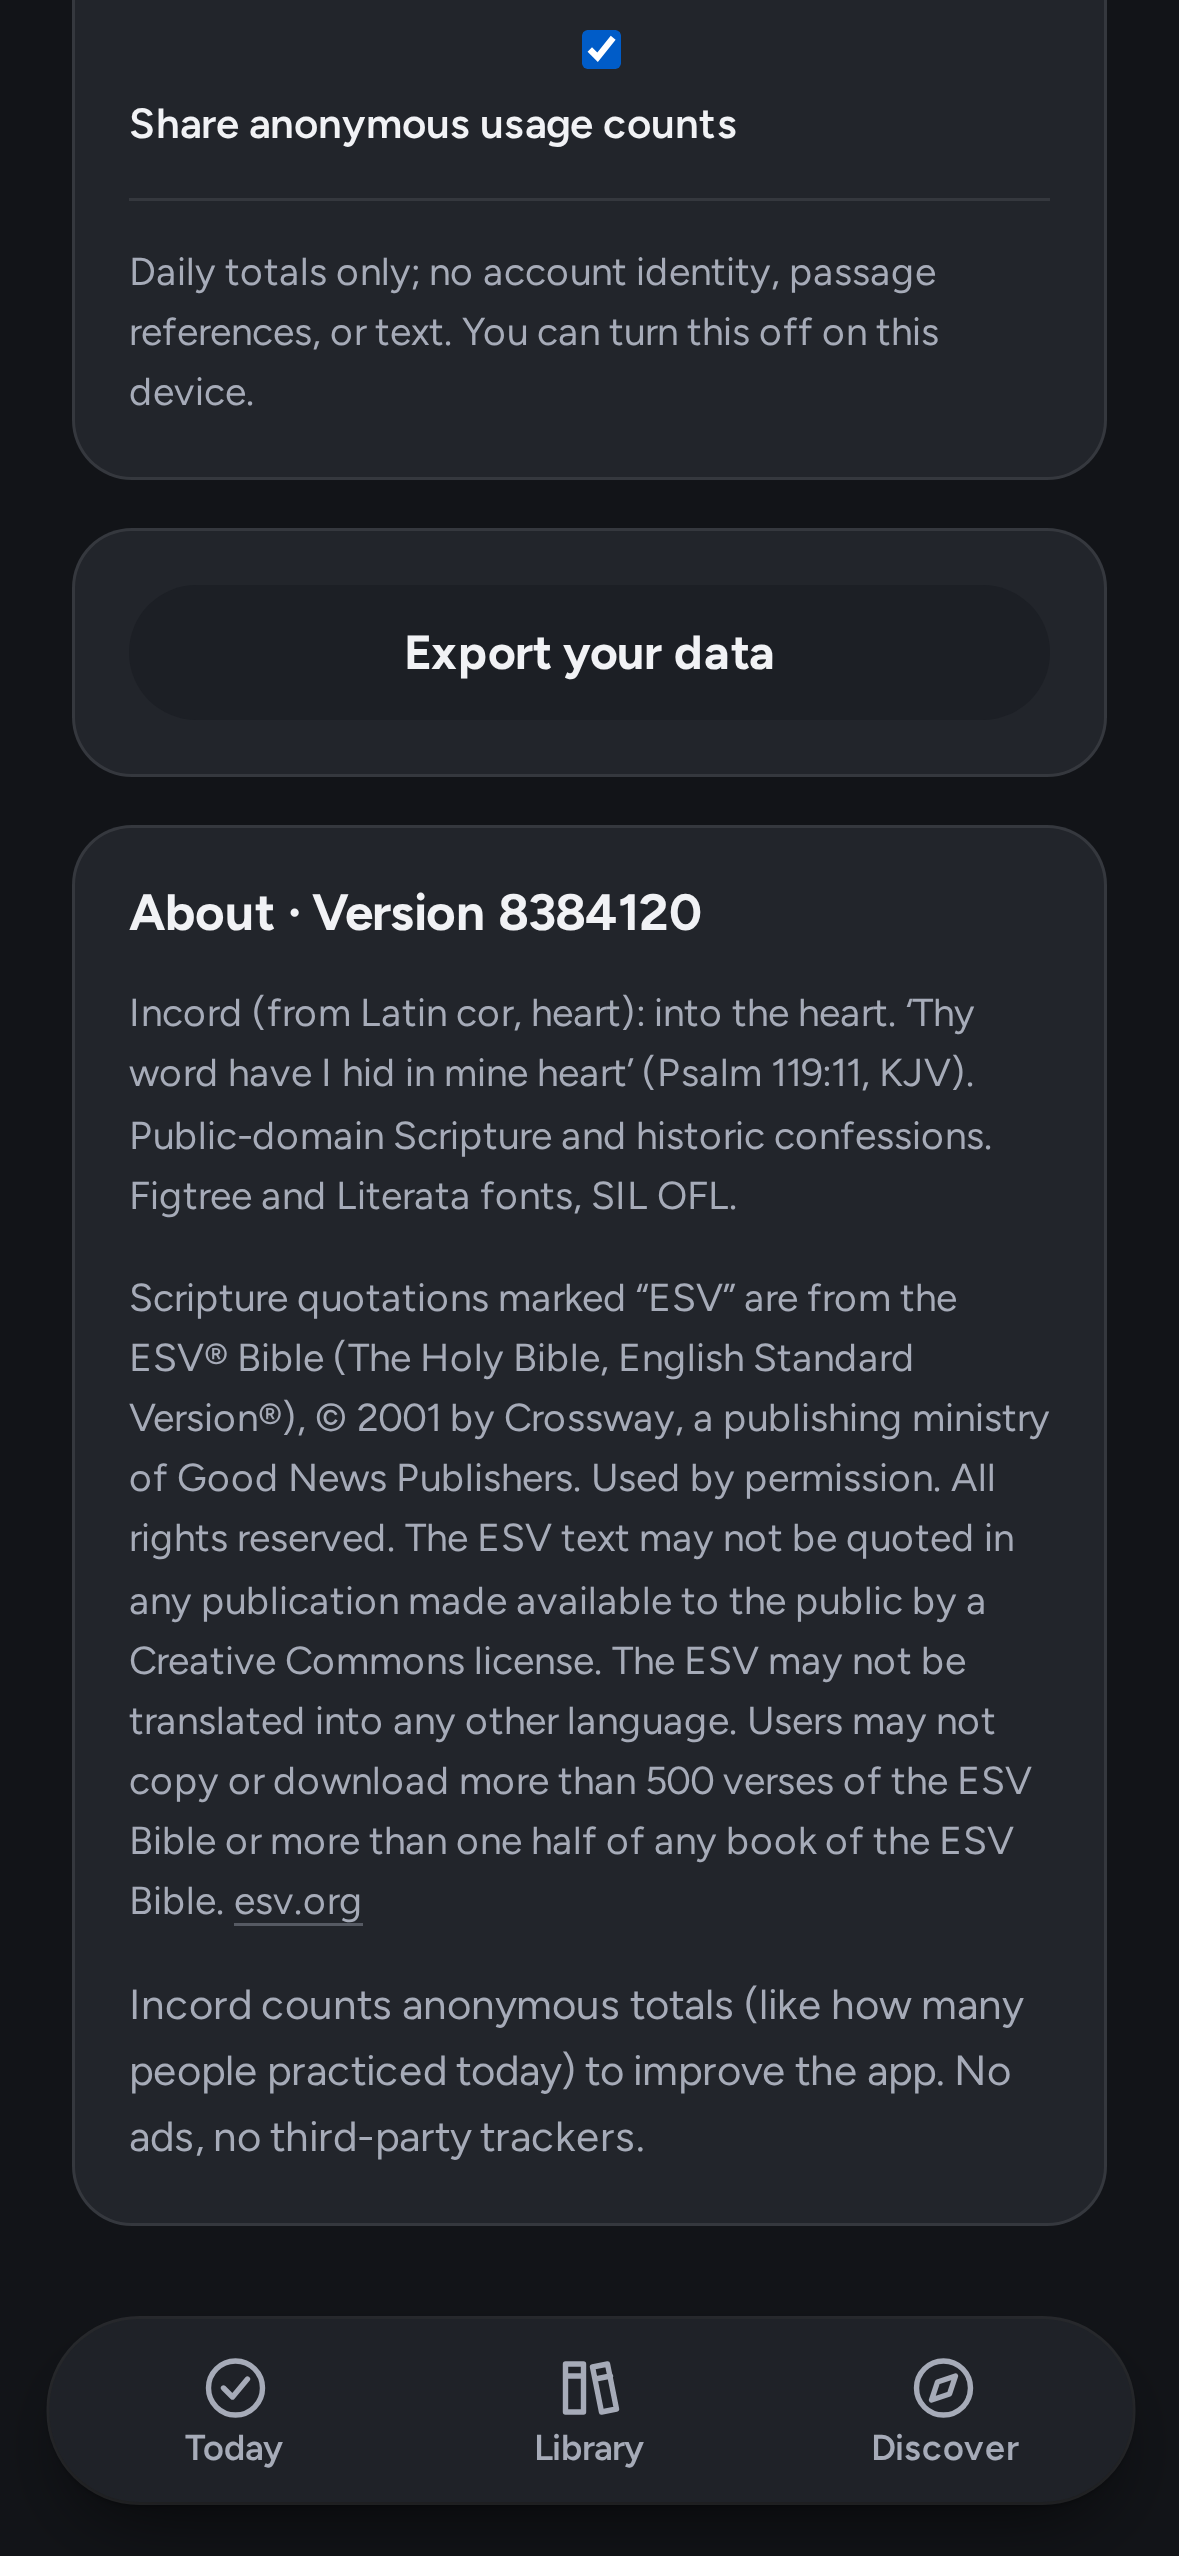 Share anonymous usage counts
Daily totals only; no account identity, passage
references, or text. You can turn this off on this
device.
Export your data
About · Version 8384120
Incord (from Latin cor, heart): into the heart. ‘Thy
word have I hid in mine heart’ (Psalm 119:11, KJV).
Public-domain Scripture and historic confessions.
Figtree and Literata fonts, SIL OFL.
Scripture quotations marked “ESV” are from the
ESV® Bible (The Holy Bible, English Standard
Version®), © 2001 by Crossway, a publishing ministry
of Good News Publishers. Used by permission. All
rights reserved. The ESV text may not be quoted in
any publication made available to the public by a
Creative Commons license. The ESV may not be
translated into any other language. Users may not
copy or download more than 500 verses of the ESV
Bible or more than one half of any book of the ESV
Bible. esv.org
Incord counts anonymous totals (like how many
people practiced today) to improve the app. No
ads, no third-party trackers.
Today
Library
Discover